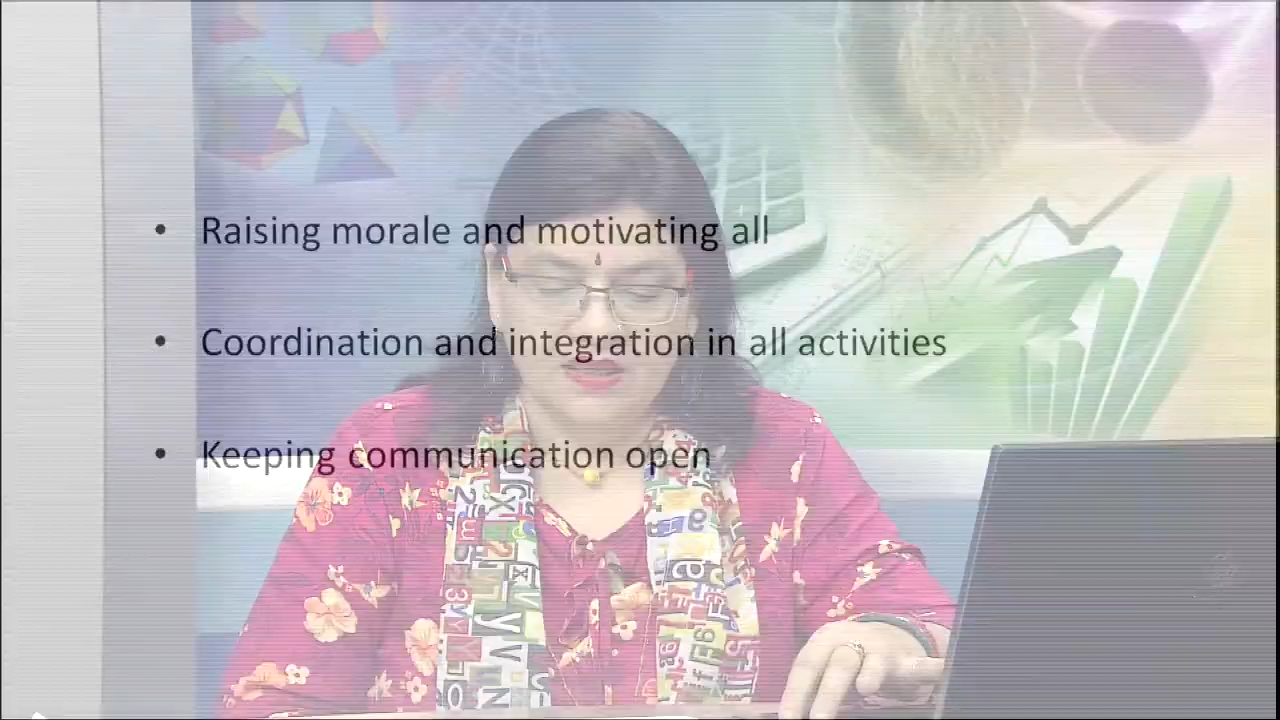 • Raising morale and motivating all
• Coordination and integration in all activities
• Keeping communication open